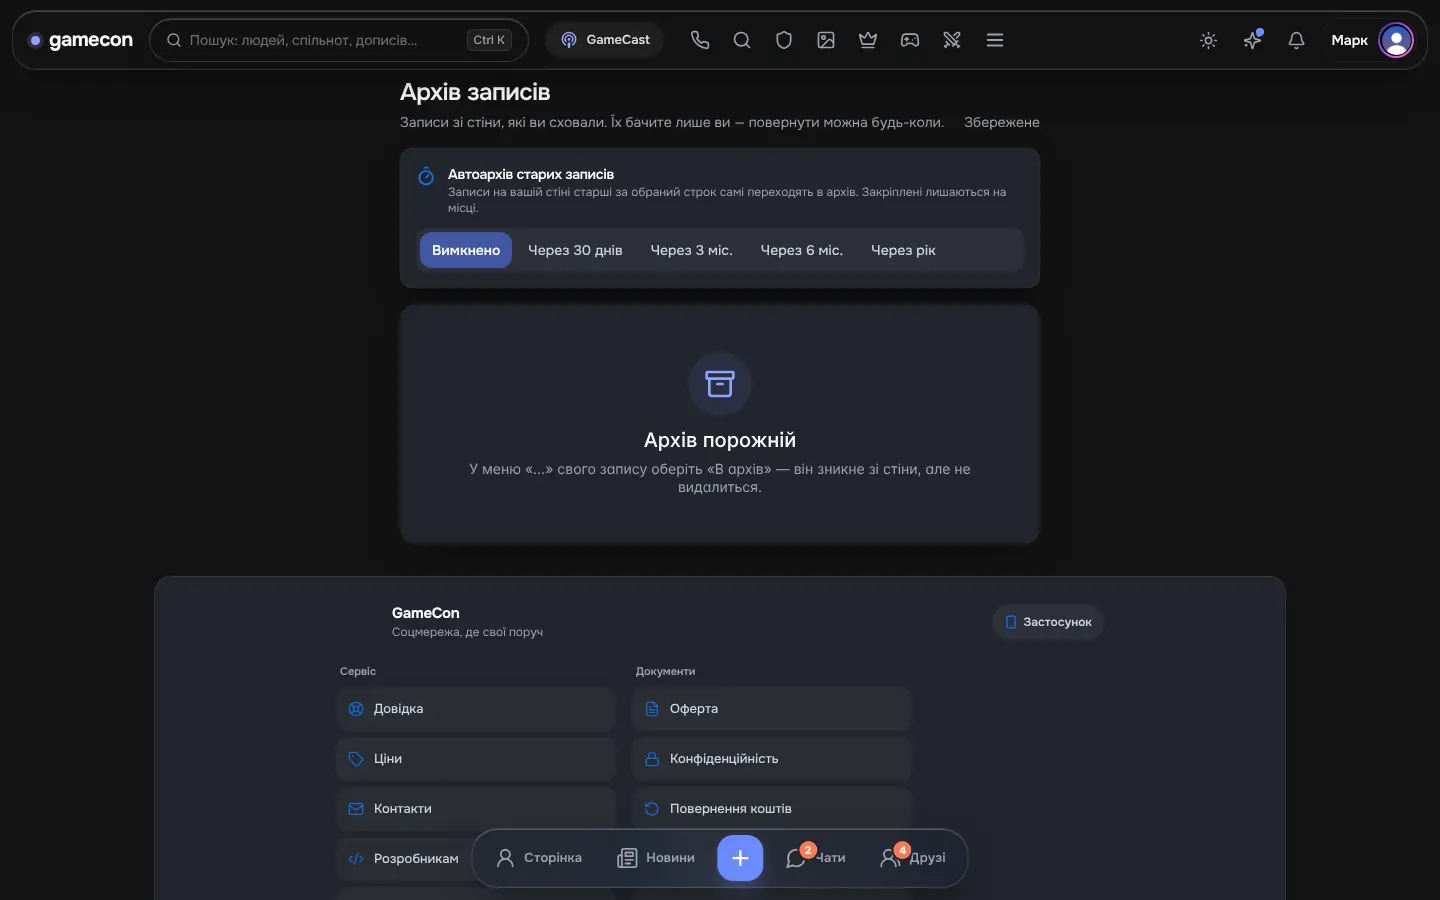 gamecon
Пошук: людей, спільнот, дописів...
Ctrl K
GameCast
Марк
Архів записів
Записи зі стіни, які ви сховали. Їх бачите лише ви — повернути можна будь-коли.
Збережене
Автоархів старих записів
Записи на вашій стіні старші за обраний строк самі переходять в архів. Закріплені лишаються на
місці.
Вимкнено
Через 30 днів
Через 3 міс.
Через 6 міс.
Через рік
Архів порожній
У меню «...» свого запису оберіть «В архів» — він зникне зі стіни, але не
видалиться.
GameCon
Соцмережа, де свої поруч
Застосунок
Сервіс
Документи
Довідка
Оферта
Ціни
Конфіденційність
Контакти
Повернення коштів
Розробникам
Сторінка
Новини
2
Чати
4
Друзі